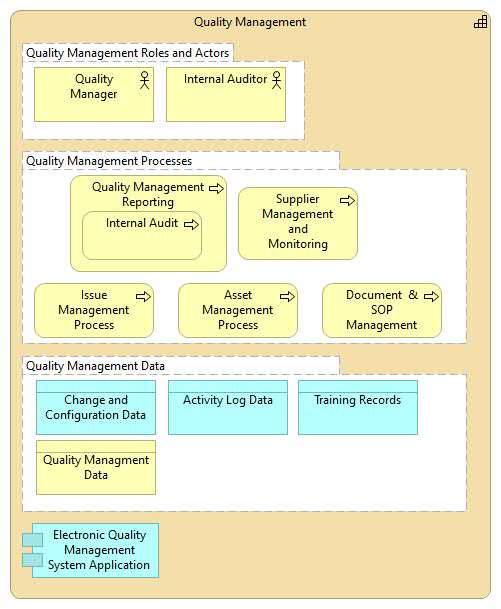 Quality Management
Quality Management Roles and Actors
Quality
Manager
Internal Auditor
Quality Management Processes
Quality Management
Reporting
Internal Audit
Supplier
Management
and
Monitoring
Issue
Management
Process
Asset
Management
Process
Document & 
SOP
Management
Quality Management Data
Change and
Configuration Data
Activity Log Data
Training Records
Quality Managment
Data
Electronic Quality
Management
System Application